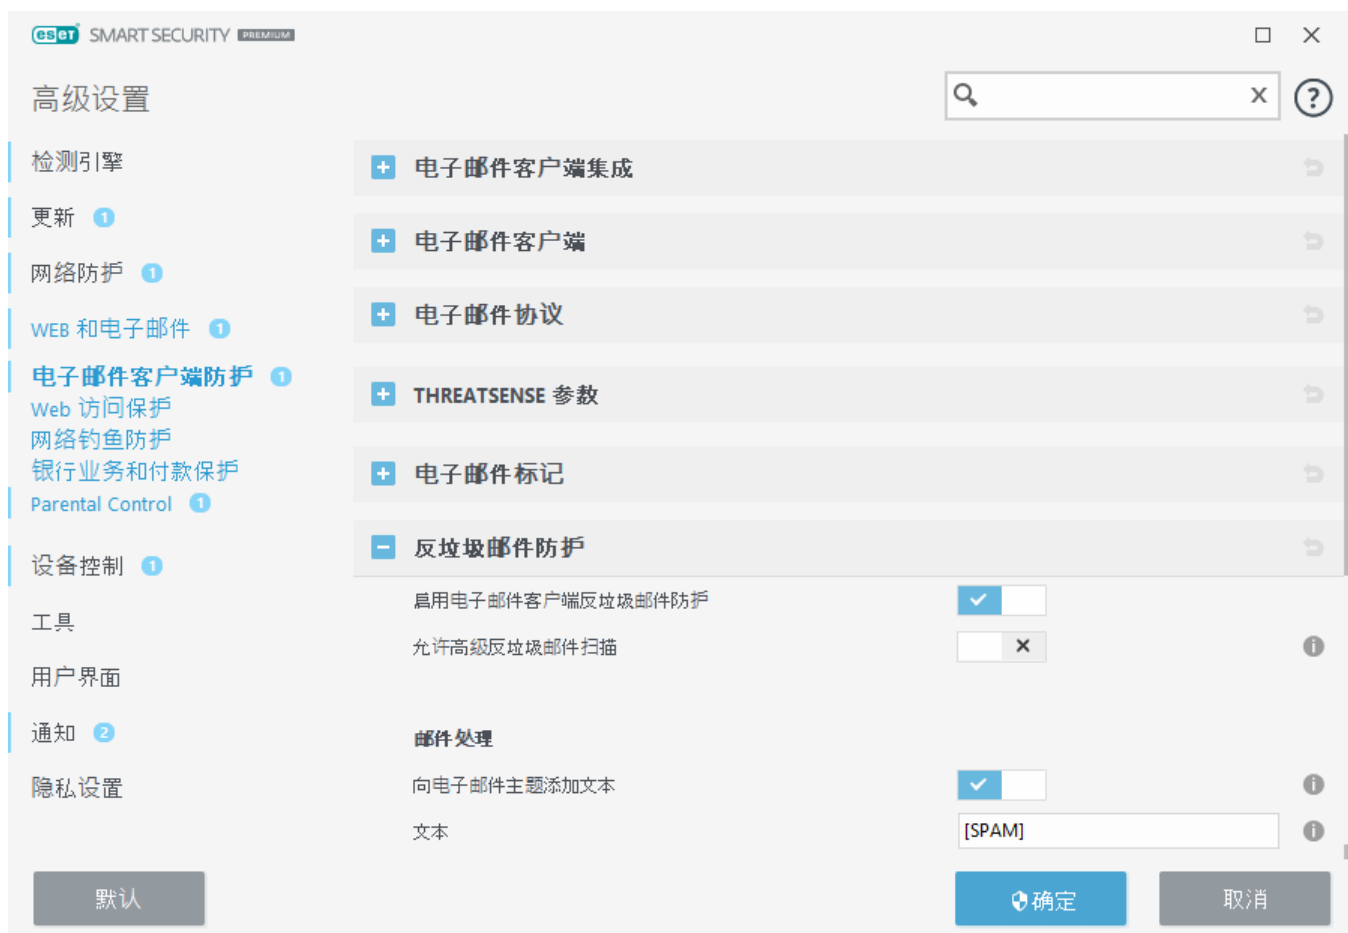 eset SMART SECURITY PREMIUM
高级设置
x
?
检测引擎
更新 1
网络防护 1
WEB 和电子邮件 1
电子邮件客户端防护 1
Web 访问保护
网络钓鱼防护
银行业务和付款保护
Parental Control 1
设备控制 1
工具
用户界面
通知 2
隐私设置
电子邮件客户端集成
电子邮件客户端
电子邮件协议
THREATSENSE 参数
电子邮件标记
反垃圾邮件防护
启用电子邮件客户端反垃圾邮件防护
允许高级反垃圾邮件扫描
邮件处理
向电子邮件主题添加文本
文本
[SPAM]
默认
确定
取消